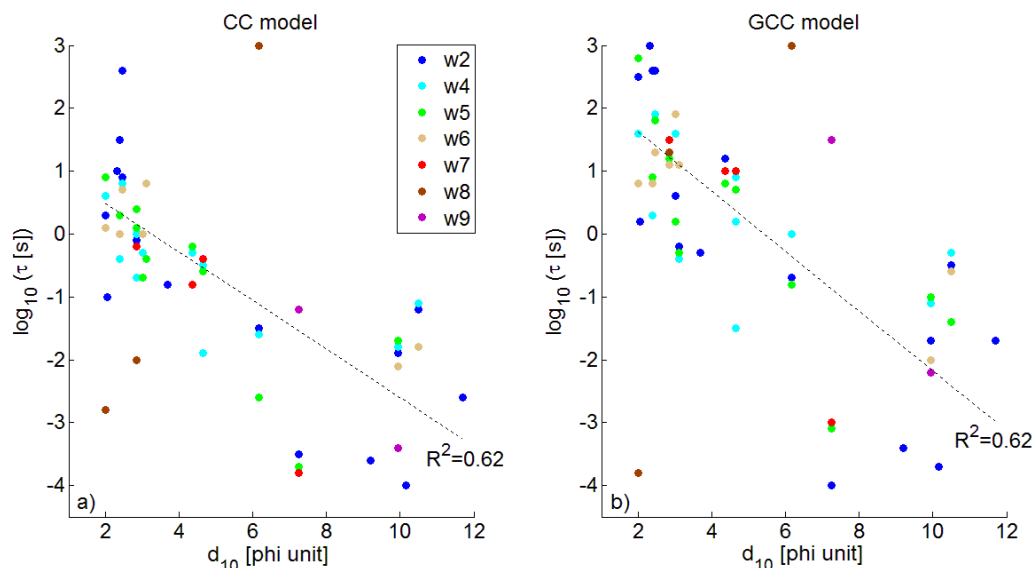 CC model
3
2
1
0
-1
-2
-3
-4
log10 (τ [s])
w2
w4
w5
w6
w7
w8
w9
R2=0.62
a)
2 4 6 8 10 12
d10 [phi unit]
GCC model
3
2
1
0
-1
-2
-3
-4
log10 (τ [s])
R2=0.62
b)
2 4 6 8 10 12
d10 [phi unit]